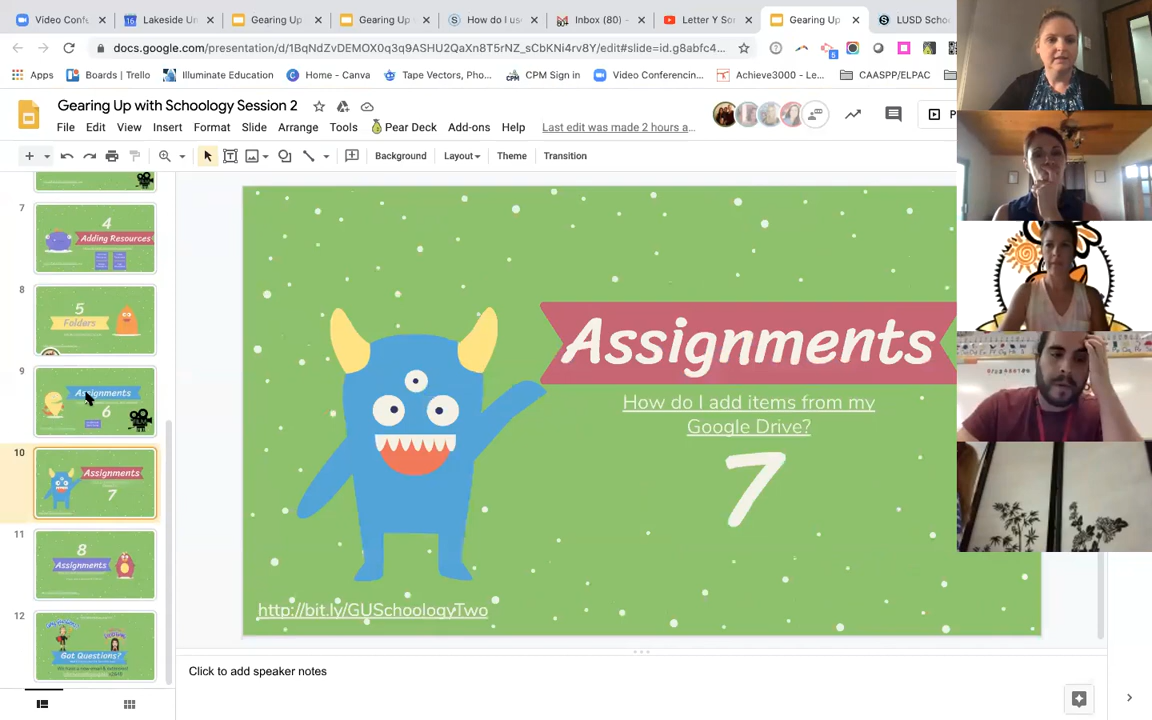 Video Conf
Lakeside Un
Gearing Up
Gearing Up
How do I us
Inbox (80) -
Letter Y So
Gearing Up
LUSD Scho
docs.google.com/presentation/d/1BqNdZvDEMOX0q3q9ASHU2QaXn8T5rNZ_sCbKNi4rv8Y/edit#slide=id.g8abfc4...
5
Apps
Boards | Trello
Illuminate Education
Home - Canva
Tape Vectors, Pho...
CPM Sign in
Video Conferencin...
Achieve3000 - Le...
CAASPP/ELPAC
Gearing Up with Schoology Session 2
File Edit View Insert Format Slide Arrange Tools Pear Deck Add-ons Help Last edit was made 2 hours a...
Background Layout Theme Transition
7
4
Adding Resources
8
5
Folders
9
Assignments
6
10
Assignments
7
11
8
Assignments
12
Got Questions?
Assignments
How do I add items from my
Google Drive?
7
http://bit.ly/GUSchoologyTwo
Click to add speaker notes